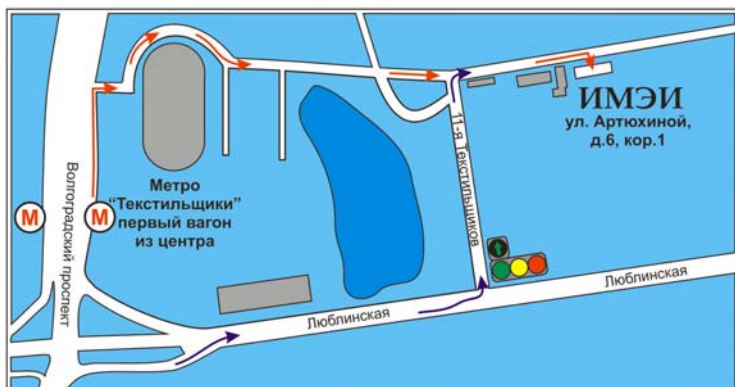 ИМЭИ
ул. Артюхиной,
д.6, кор.1
Волгоградский проспект
М
М
Метро
“Текстильщики”
первый вагон
из центра
11-я Текстильщиков
Люблинская
Люблинская